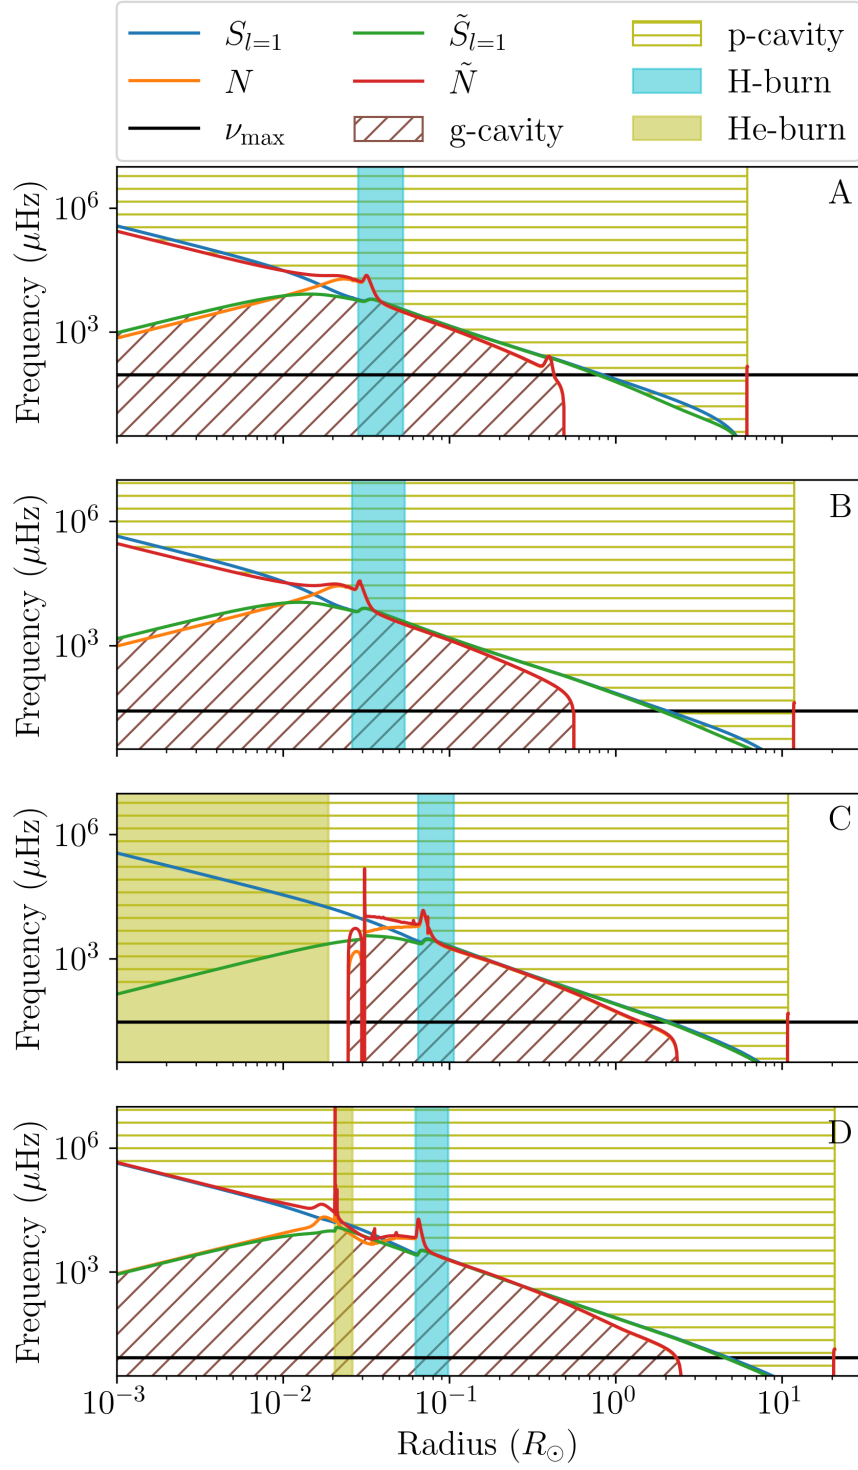 S_{l=1} \tilde{S}_{l=1} p-cavity
N \tilde{N} H-burn
ν_max g-cavity He-burn
A
10^6
10^3
Frequency (μHz)
B
10^6
10^3
Frequency (μHz)
C
10^6
10^3
Frequency (μHz)
D
10^6
10^3
Frequency (μHz)
10^{-3} 10^{-2} 10^{-1} 10^0 10^1
Radius (R_⊙)